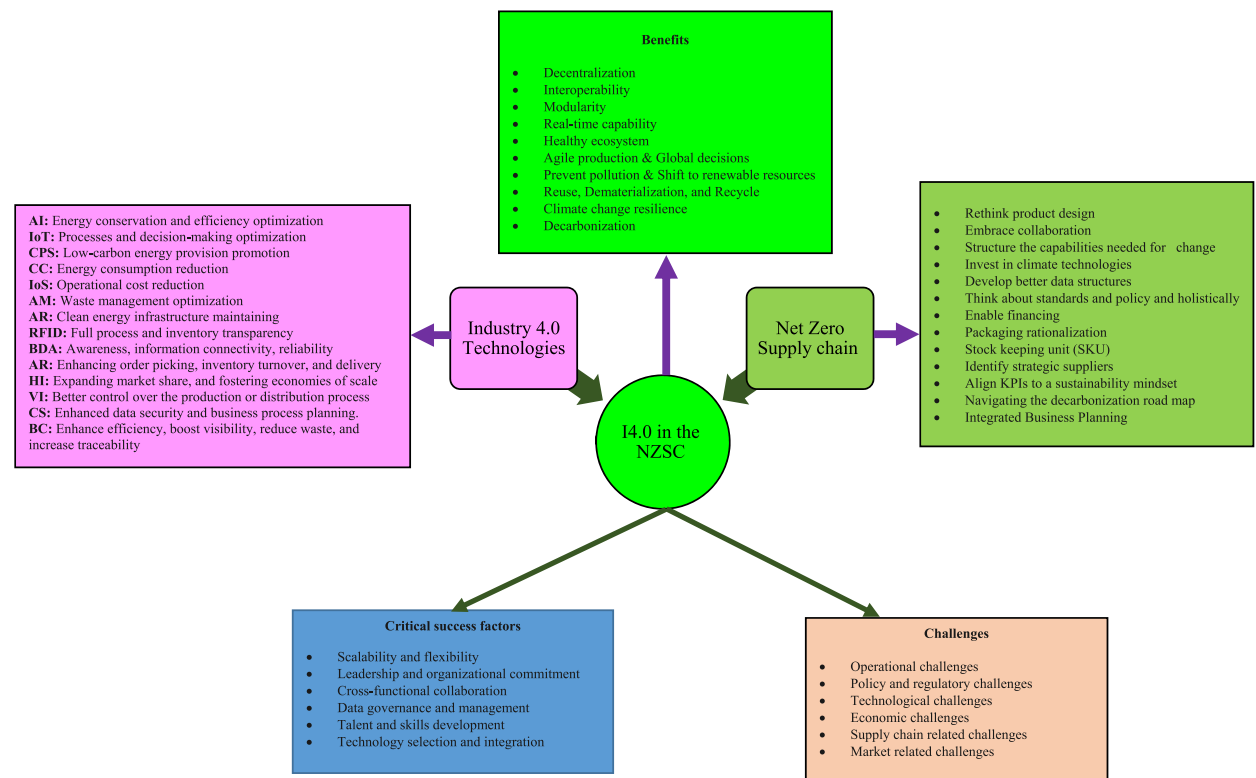 Benefits
• Decentralization
• Interoperability
• Modularity
• Real-time capability
• Healthy ecosystem
• Agile production & Global decisions
• Prevent pollution & Shift to renewable resources
• Reuse, Dematerialization, and Recycle
• Climate change resilience
• Decarbonization
AI: Energy conservation and efficiency optimization
IoT: Processes and decision-making optimization
CPS: Low-carbon energy provision promotion
CC: Energy consumption reduction
IoS: Operational cost reduction
AM: Waste management optimization
AR: Clean energy infrastructure maintaining
RFID: Full process and inventory transparency
BDA: Awareness, information connectivity, reliability
AR: Enhancing order picking, inventory turnover, and delivery
HI: Expanding market share, and fostering economies of scale
VI: Better control over the production or distribution process
CS: Enhanced data security and business process planning.
BC: Enhance efficiency, boost visibility, reduce waste, and
increase traceability
Industry 4.0
Technologies
Net Zero
Supply chain
• Rethink product design
• Embrace collaboration
• Structure the capabilities needed for change
• Invest in climate technologies
• Develop better data structures
• Think about standards and policy and holistically
• Enable financing
• Packaging rationalization
• Stock keeping unit (SKU)
• Identify strategic suppliers
• Align KPIs to a sustainability mindset
• Navigating the decarbonization road map
• Integrated Business Planning
I4.0 in the
NZSC
Critical success factors
• Scalability and flexibility
• Leadership and organizational commitment
• Cross-functional collaboration
• Data governance and management
• Talent and skills development
• Technology selection and integration
Challenges
• Operational challenges
• Policy and regulatory challenges
• Technological challenges
• Economic challenges
• Supply chain related challenges
• Market related challenges